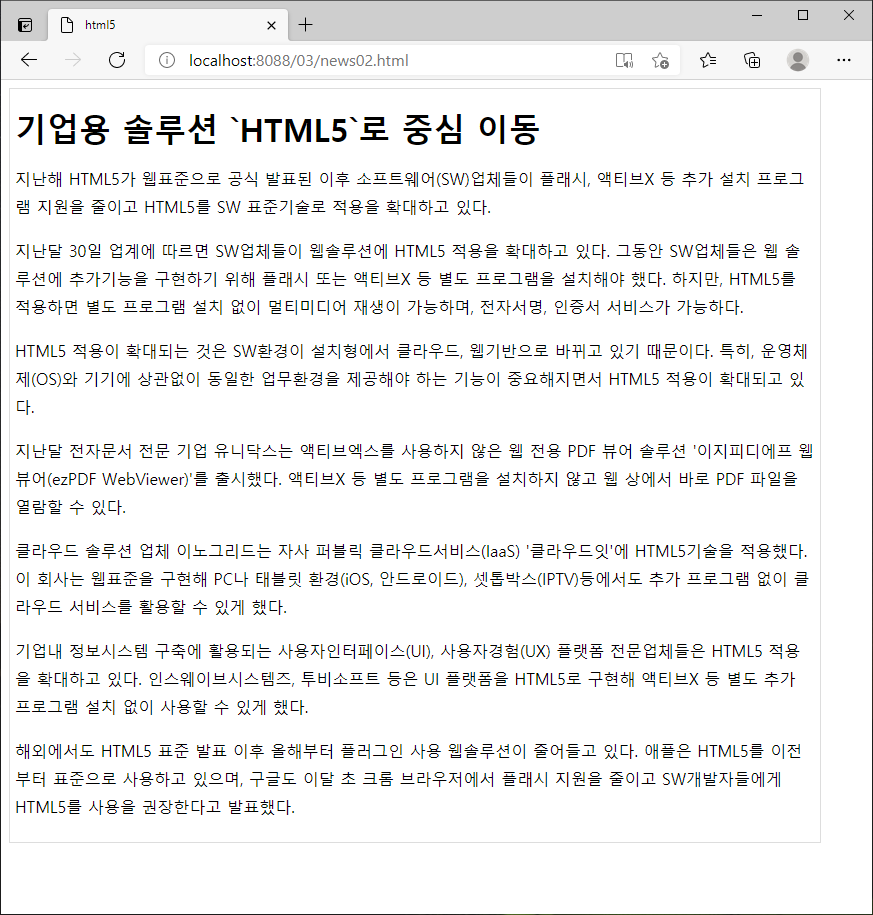 html5
localhost:8088/03/news02.html
기업용 솔루션 `HTML5`로 중심 이동
지난해 HTML5가 웹표준으로 공식 발표된 이후 소프트웨어(SW)업체들이 플래시, 액티브X 등 추가 설치 프로그
램 지원을 줄이고 HTML5를 SW 표준기술로 적용을 확대하고 있다.
지난달 30일 업계에 따르면 SW업체들이 웹솔루션에 HTML5 적용을 확대하고 있다. 그동안 SW업체들은 웹 솔
루션에 추가기능을 구현하기 위해 플래시 또는 액티브X 등 별도 프로그램을 설치해야 했다. 하지만, HTML5를
적용하면 별도 프로그램 설치 없이 멀티미디어 재생이 가능하며, 전자서명, 인증서 서비스가 가능하다.
HTML5 적용이 확대되는 것은 SW환경이 설치형에서 클라우드, 웹기반으로 바뀌고 있기 때문이다. 특히, 운영체
제(OS)와 기기에 상관없이 동일한 업무환경을 제공해야 하는 기능이 중요해지면서 HTML5 적용이 확대되고 있
다.
지난달 전자문서 전문 기업 유니닥스는 액티브엑스를 사용하지 않은 웹 전용 PDF 뷰어 솔루션 '이지피디에프 웹
뷰어(ezPDF WebViewer)'를 출시했다. 액티브X 등 별도 프로그램을 설치하지 않고 웹 상에서 바로 PDF 파일을
열람할 수 있다.
클라우드 솔루션 업체 이노그리드는 자사 퍼블릭 클라우드서비스(IaaS) '클라우드잇'에 HTML5기술을 적용했다.
이 회사는 웹표준을 구현해 PC나 태블릿 환경(iOS, 안드로이드), 셋톱박스(IPTV)등에서도 추가 프로그램 없이 클
라우드 서비스를 활용할 수 있게 했다.
기업내 정보시스템 구축에 활용되는 사용자인터페이스(UI), 사용자경험(UX) 플랫폼 전문업체들은 HTML5 적용
을 확대하고 있다. 인스웨이브시스템즈, 투비소프트 등은 UI 플랫폼을 HTML5로 구현해 액티브X 등 별도 추가
프로그램 설치 없이 사용할 수 있게 했다.
해외에서도 HTML5 표준 발표 이후 올해부터 플러그인 사용 웹솔루션이 줄어들고 있다. 애플은 HTML5를 이전
부터 표준으로 사용하고 있으며, 구글도 이달 초 크롬 브라우저에서 플래시 지원을 줄이고 SW개발자들에게
HTML5를 사용을 권장한다고 발표했다.